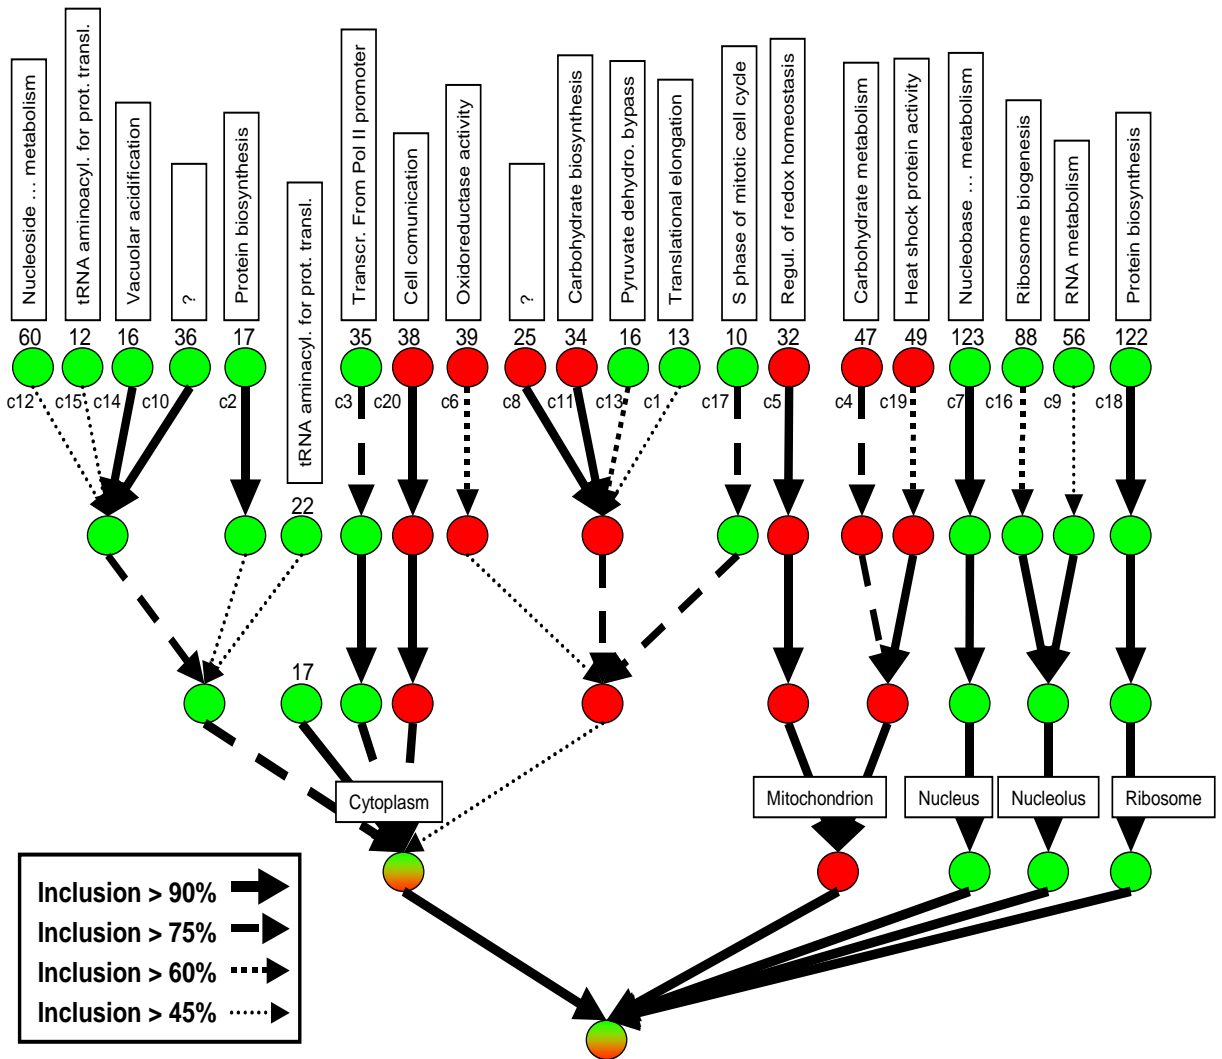 Nucleoside ... metabolism
tRNA aminoacyl. for prot. transl.
Vacuolar acidification
?
Protein biosynthesis
tRNA aminacyl. for prot. transl.
Transcr. From Pol II promoter
Cell comunication
Oxidoreductase activity
?
Carbohydrate biosynthesis
Pyruvate dehydro. bypass
Translational elongation
S phase of mitotic cell cycle
Regul. of redox homeostasis
Carbohydrate metabolism
Heat shock protein activity
Nucleobase ... metabolism
Ribosome biogenesis
RNA metabolism
Protein biosynthesis
60 12 16 36 17 35 38 39 25 34 16 13 10 32 47 49 123 88 56 122
c12 c15 c14 c10 c2 c3 c20 c6 c8 c11 c13 c1 c17 c5 c4 c19 c7 c16 c9 c18
22
17
Cytoplasm Mitochondrion Nucleus Nucleolus Ribosome
Inclusion > 90%
Inclusion > 75%
Inclusion > 60%
Inclusion > 45%